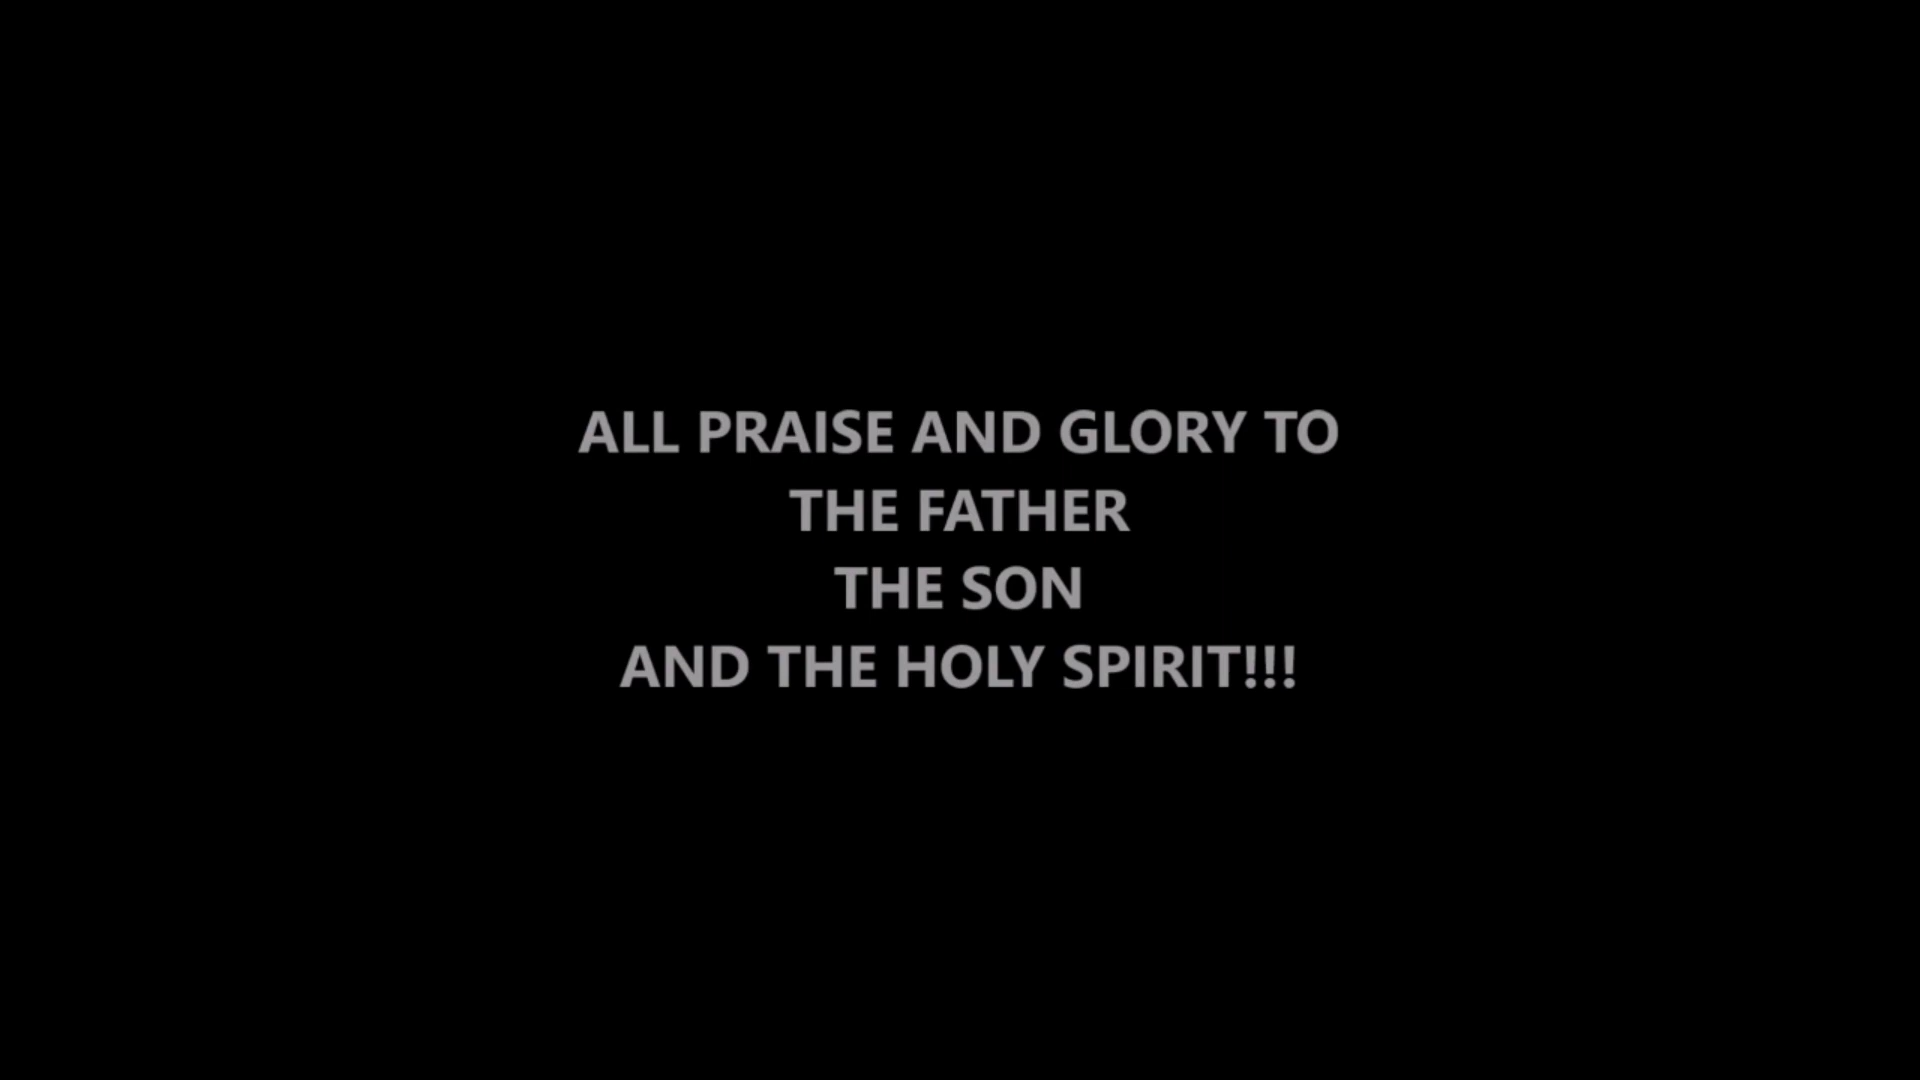 ALL PRAISE AND GLORY TO
THE FATHER
THE SON
AND THE HOLY SPIRIT!!!